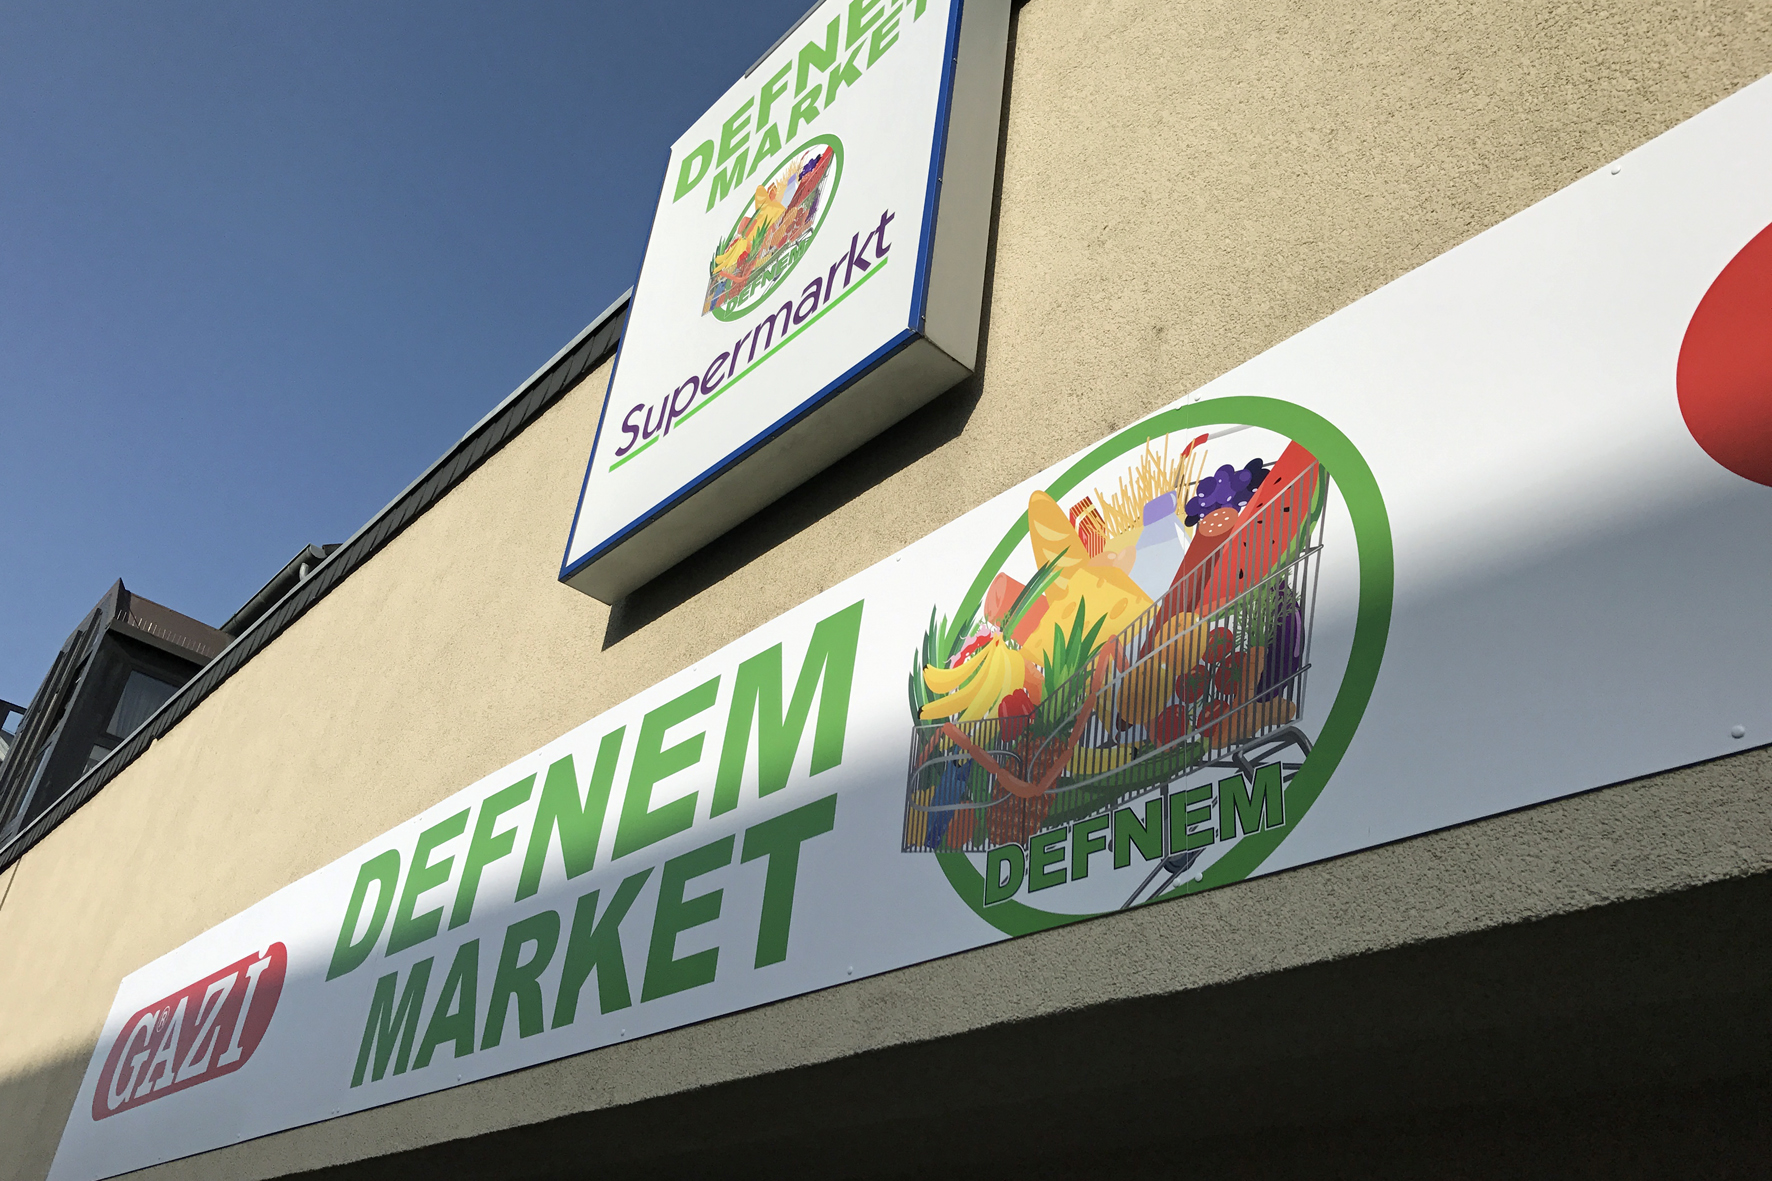 DEFNEM
MARKET
DEFNEM
Supermarkt
GAZİ
®
DEFNEM
MARKET
DEFNEM